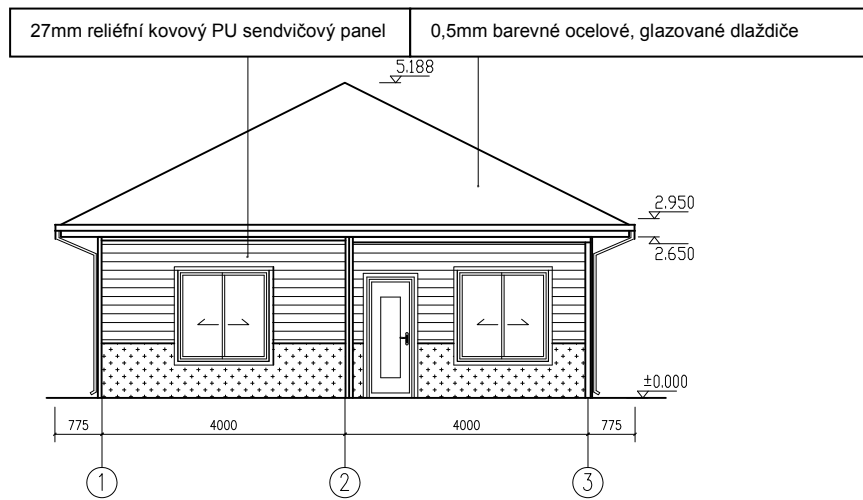 27mm reliéfní kovový PU sendvičový panel
0,5mm barevné ocelové, glazované dlaždiče
5.188
2.950
2.650
±0.000
775 4000 4000 775
1 2 3